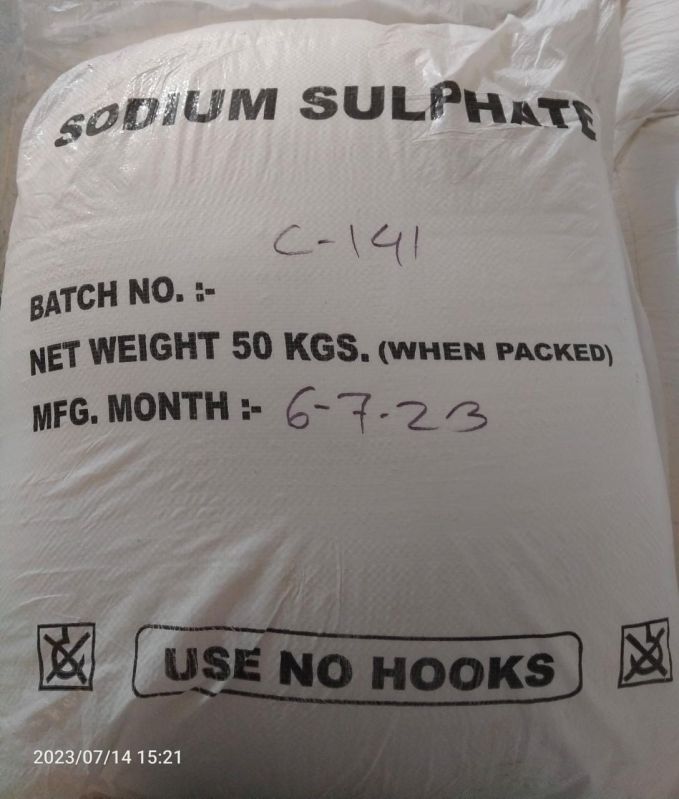 SODIUM SULPHATE
C-141
BATCH NO. :-
NET WEIGHT 50 KGS. (WHEN PACKED)
MFG. MONTH :- 6-7-23
USE NO HOOKS
2023/07/14 15:21